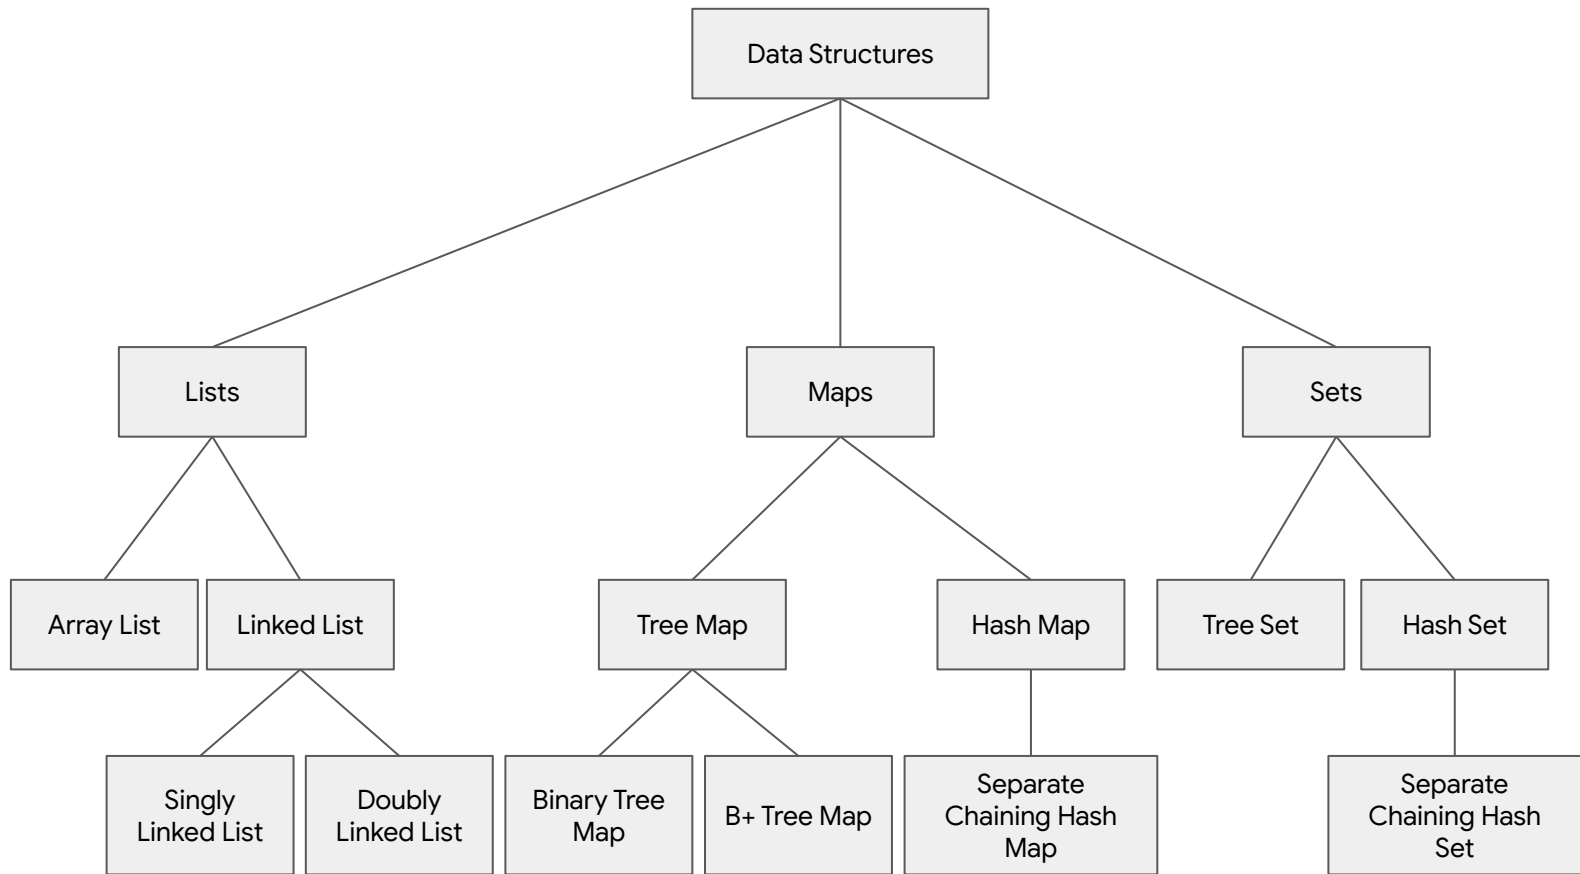 Data Structures
Lists
Maps
Sets
Array List
Linked List
Tree Map
Hash Map
Tree Set
Hash Set
Singly
Linked List
Doubly
Linked List
Binary Tree
Map
B+ Tree Map
Separate
Chaining Hash
Map
Separate
Chaining Hash
Set